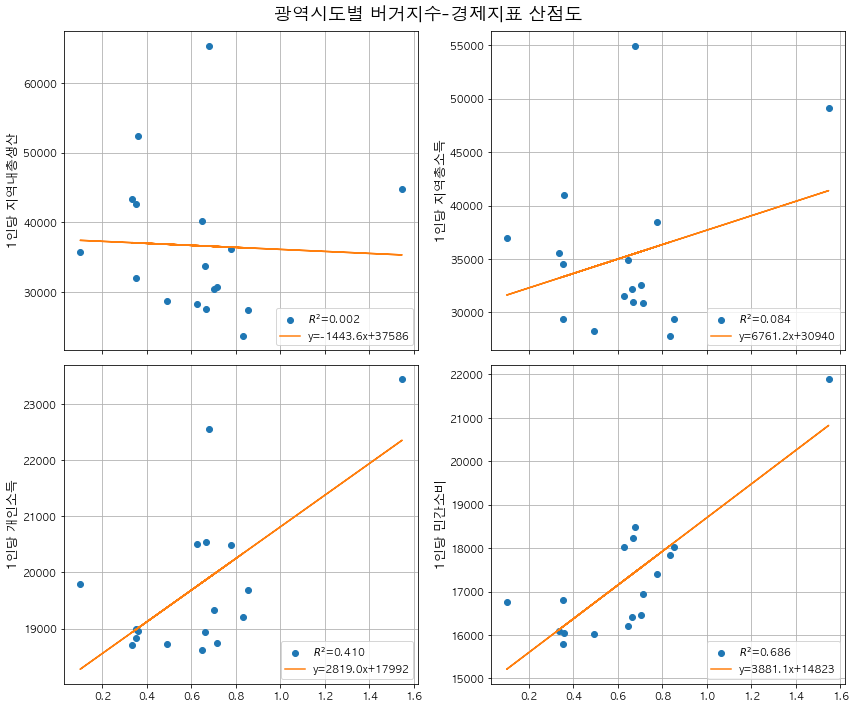 광역시도별 버거지수-경제지표 산점도
1인당 지역내총생산
60000
50000
40000
30000
R²=0.002
y=-1443.6x+37586
1인당 지역총소득
55000
50000
45000
40000
35000
30000
R²=0.084
y=6761.2x+30940
1인당 개인소득
23000
22000
21000
20000
19000
R²=0.410
y=2819.0x+17992
0.2 0.4 0.6 0.8 1.0 1.2 1.4 1.6
1인당 민간소비
22000
21000
20000
19000
18000
17000
16000
15000
R²=0.686
y=3881.1x+14823
0.2 0.4 0.6 0.8 1.0 1.2 1.4 1.6